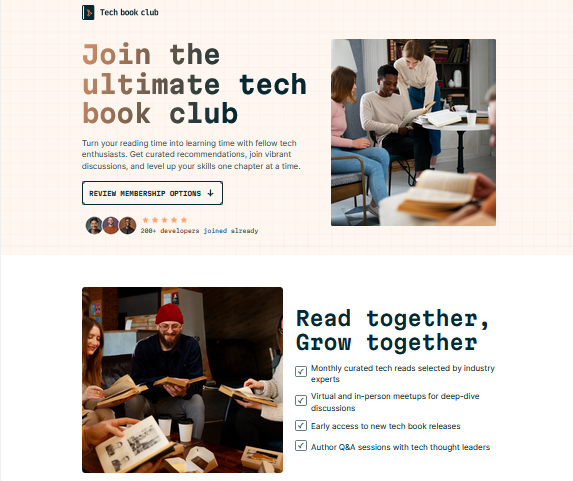 Tech book club
Join the
ultimate tech
book club
Turn your reading time into learning time with fellow tech
enthusiasts. Get curated recommendations, join vibrant
discussions, and level up your skills one chapter at a time.
REVIEW MEMBERSHIP OPTIONS ↓
★★★★★
200+ developers joined already
Read together,
Grow together
Monthly curated tech reads selected by industry
experts
Virtual and in-person meetups for deep-dive
discussions
Early access to new tech book releases
Author Q&A sessions with tech thought leaders